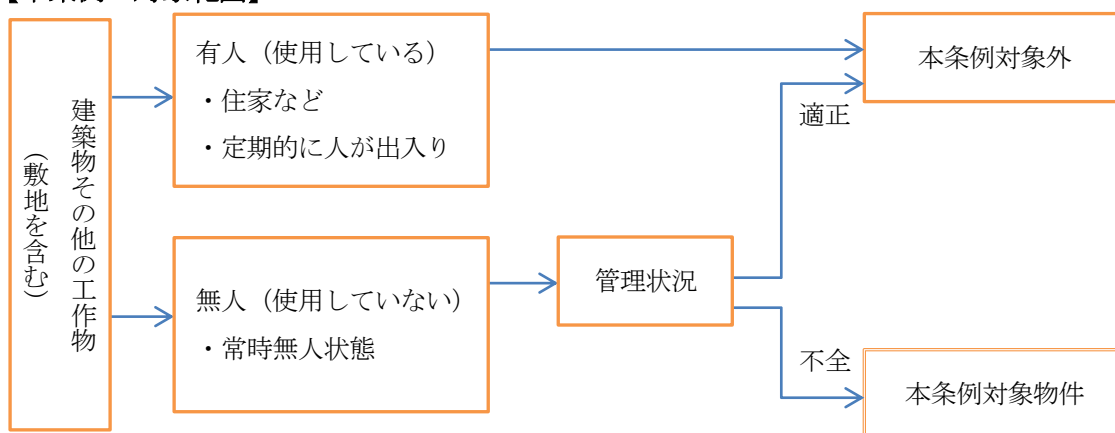 建築物その他の工作物
(敷地を含む)
有人(使用している)
・住家など
・定期的に人が出入り
本条例対象外
適正
無人(使用していない)
・常時無人状態
管理状況
不全
本条例対象物件